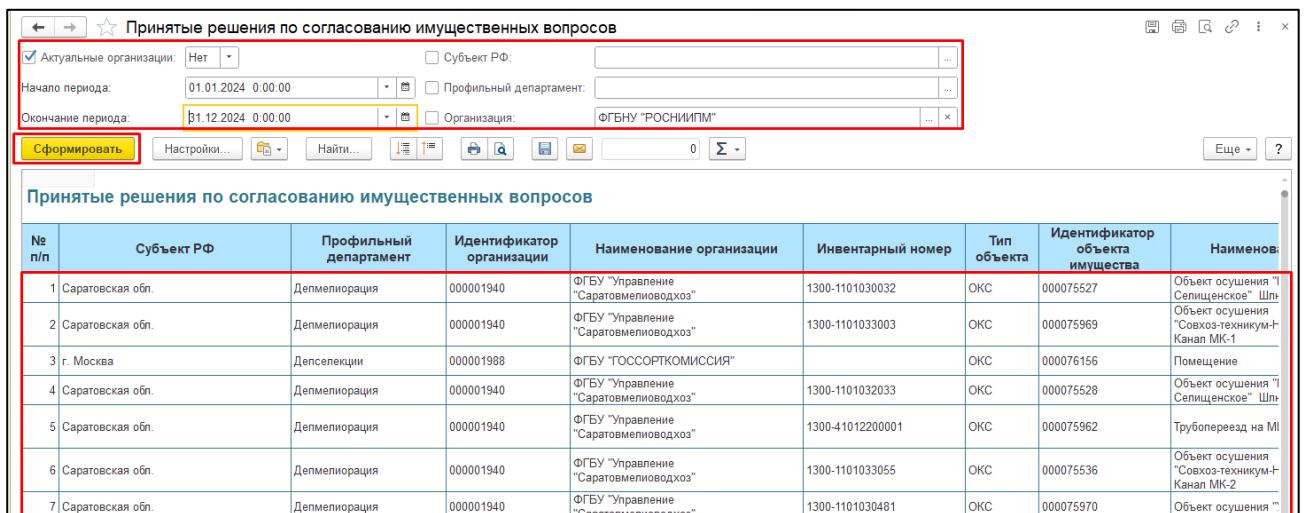 Принятые решения по согласованию имущественных вопросов
Актуальные организации: Нет Субъект РФ:
Начало периода: 01.01.2024 0:00:00 Профильный департамент:
Окончание периода: 31.12.2024 0:00:00 Организация: ФГБНУ "РОСНИИПМ"
Сформировать Настройки... Найти... 0 Σ Еще ?
Принятые решения по согласованию имущественных вопросов
№ п/п Субъект РФ Профильный департамент Идентификатор организации Наименование организации Инвентарный номер Тип объекта Идентификатор объекта имущества
1 Саратовская обл. Депмелиорация 000001940 ФГБУ "Управление "Саратовмелиоводхоз" 1300-1101030032 ОКС 000075527 Объект осушения Селищенское"
2 Саратовская обл. Депмелиорация 000001940 ФГБУ "Управление "Саратовмелиоводхоз" 1300-1101033003 ОКС 000075969 Объект осушения "Совхоз-техникум- Канал МК-1
3 г. Москва Депселекции 000001988 ФГБУ "ГОССОРТКОМИССИЯ" ОКС 000076156 Помещение
4 Саратовская обл. Депмелиорация 000001940 ФГБУ "Управление "Саратовмелиоводхоз" 1300-1101032033 ОКС 000075528 Объект осушения Селищенское"
5 Саратовская обл. Депмелиорация 000001940 ФГБУ "Управление "Саратовмелиоводхоз" 1300-41012200001 ОКС 000075962 Трубопереезд на
6 Саратовская обл. Депмелиорация 000001940 ФГБУ "Управление "Саратовмелиоводхоз" 1300-1101033055 ОКС 000075536 Объект осушения "Совхоз-техникум- Канал МК-2
7 Саратовская обл. Депмелиорация 000001940 ФГБУ "Управление 1300-1101030481 ОКС 000075970 Объект осушения